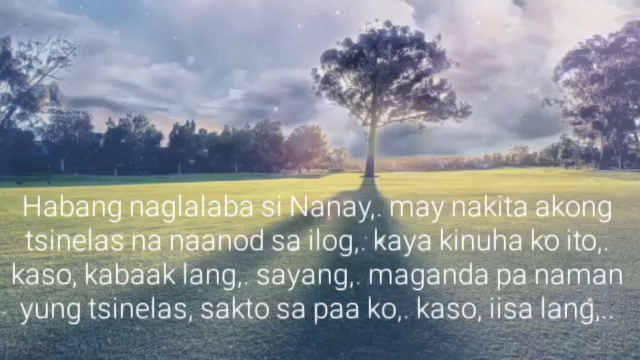 Habang naglalaba si Nanay,. may nakita akong
tsinelas na naanod sa ilog,. kaya kinuha ko ito,.
kaso, kabaak lang,. sayang,. maganda pa naman
yung tsinelas, sakto sa paa ko,. kaso, iisa lang,..